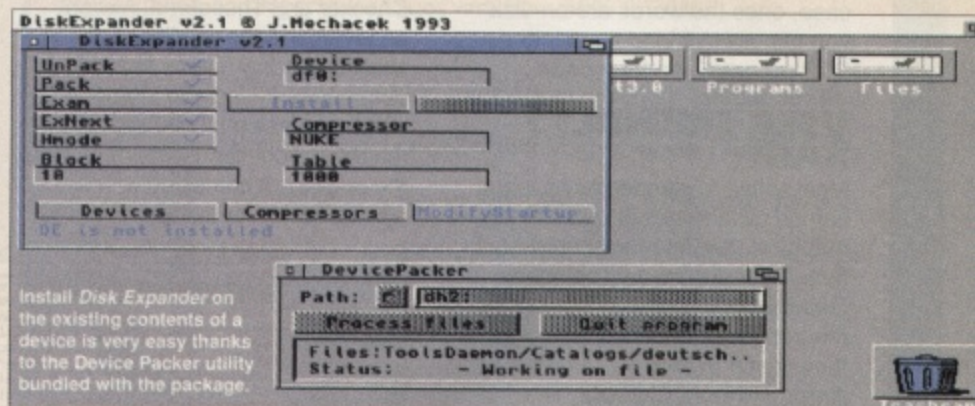 DiskExpander v2.1 © J.Mechacek 1993
DiskExpander v2.1
UnPack
Pack
Exam
ExNext
Hmode
Block
10
Device
df0:
Install
Compressor
NUKE
Table
1000
Devices
Compressors
ModifyStartup
DE is not installed
t3.0
Programs
Files
DevicePacker
Path:
dh2:
Process files
Quit program
Files:ToolsDaemon/Catalogs/deutsch..
Status: - Working on file -
Install Disk Expander on
the existing contents of a
device is very easy thanks
to the Device Packer utility
bundled with the package.
Trashcan